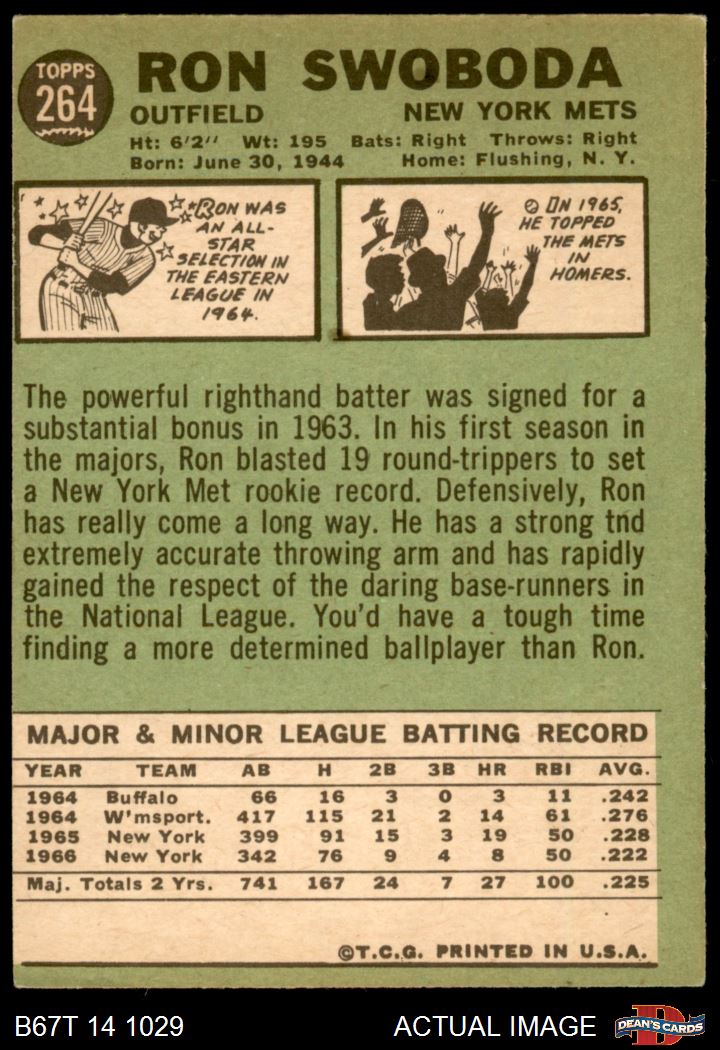 TOPPS
264
RON SWOBODA
OUTFIELD NEW YORK METS
Ht: 6'2" Wt: 195 Bats: Right Throws: Right
Born: June 30, 1944 Home: Flushing, N. Y.
RON WAS
AN ALL-
STAR
SELECTION IN
THE EASTERN
LEAGUE IN
1964.
ON 1965,
HE TOPPED
THE METS
IN
HOMERS.
The powerful righthand batter was signed for a
substantial bonus in 1963. In his first season in
the majors, Ron blasted 19 round-trippers to set
a New York Met rookie record. Defensively, Ron
has really come a long way. He has a strong tnd
extremely accurate throwing arm and has rapidly
gained the respect of the daring base-runners in
the National League. You'd have a tough time
finding a more determined ballplayer than Ron.
MAJOR & MINOR LEAGUE BATTING RECORD
YEAR TEAM AB H 2B 3B HR RBI AVG.
1964 Buffalo 66 16 3 0 3 11 .242
1964 W'msport. 417 115 21 2 14 61 .276
1965 New York 399 91 15 3 19 50 .228
1966 New York 342 76 9 4 8 50 .222
Maj. Totals 2 Yrs. 741 167 24 7 27 100 .225
©T.C.G. PRINTED IN U.S.A.
B67T 14 1029 ACTUAL IMAGE
DEAN'S CARDS